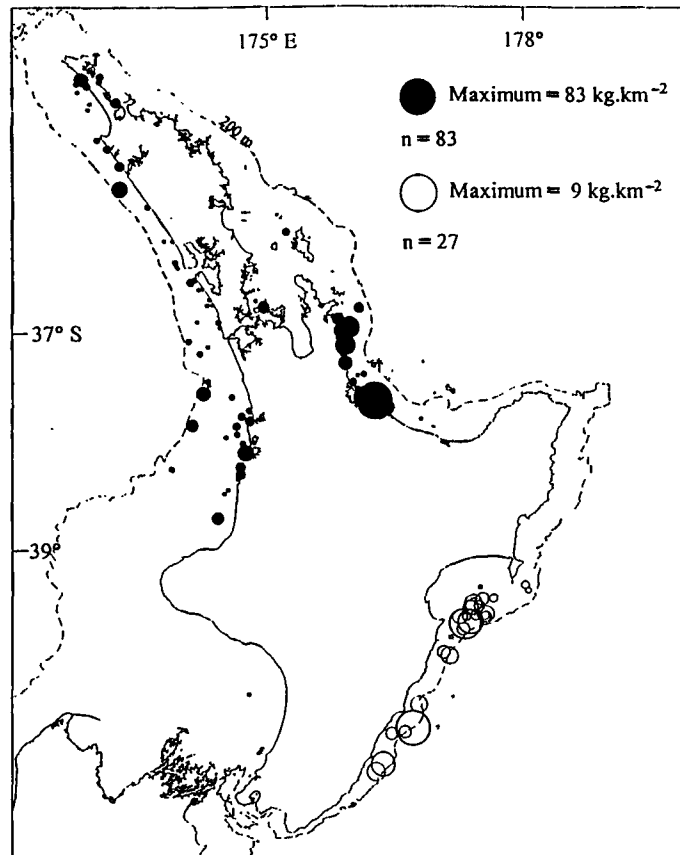 175° E 178°
Maximum = 83 kg.km⁻²
200 m
n = 83
Maximum = 9 kg.km⁻²
n = 27
37° S
39°